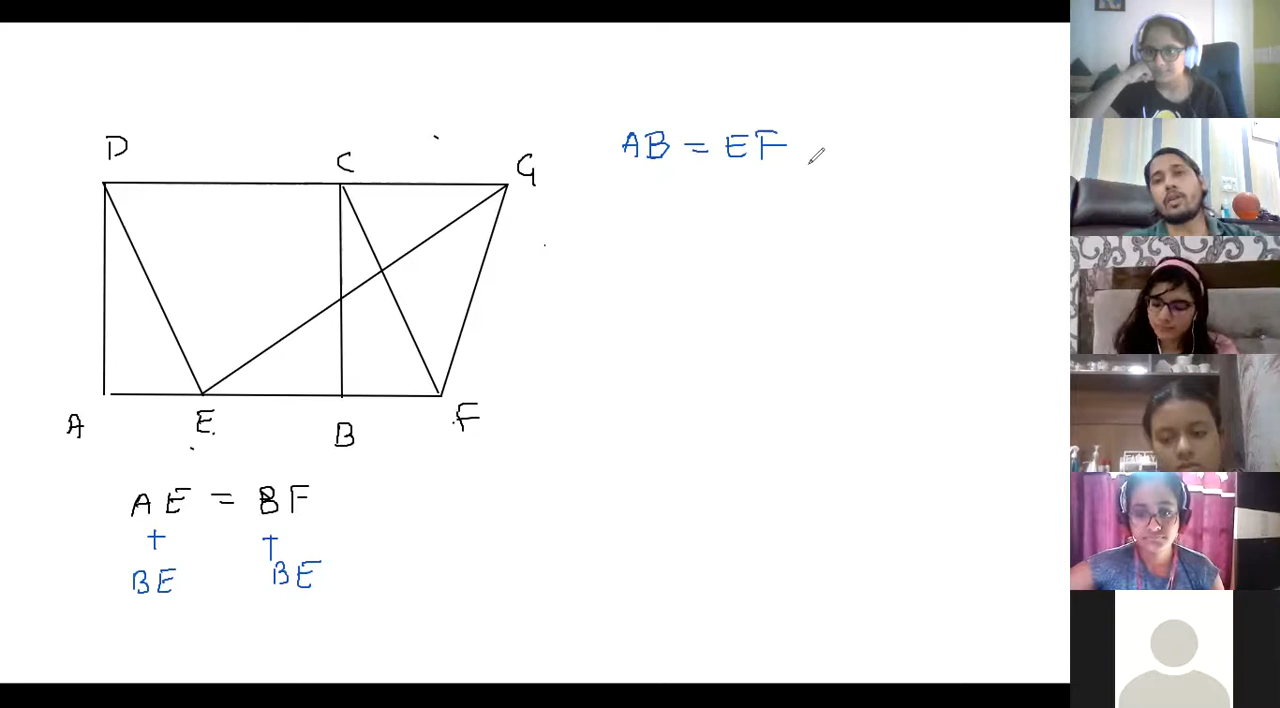 D
C
G
AB = EF
A
E
B
F
AE = BF
+ +
BE BE